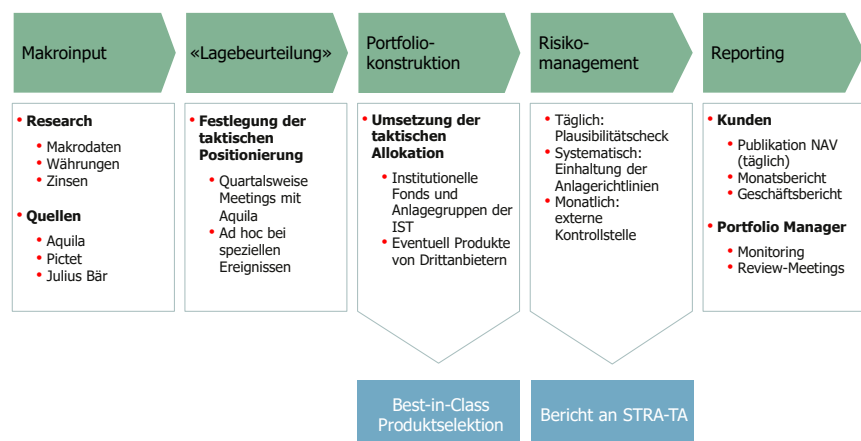 Makroinput
«Lagebeurteilung»
Portfolio-
konstruktion
Risiko-
management
Reporting
• Research
• Makrodaten
• Währungen
• Zinsen
• Quellen
• Aquila
• Pictet
• Julius Bär
• Festlegung der
taktischen
Positionierung
• Quartalsweise
Meetings mit
Aquila
• Ad hoc bei
speziellen
Ereignissen
• Umsetzung der
taktischen
Allokation
• Institutionelle
Fonds und
Anlagegruppen der
IST
• Eventuell Produkte
von Drittanbietern
• Täglich:
Plausibilitätscheck
• Systematisch:
Einhaltung der
Anlagerichtlinien
• Monatlich:
externe
Kontrollstelle
• Kunden
• Publikation NAV
(täglich)
• Monatsbericht
• Geschäftsbericht
• Portfolio Manager
• Monitoring
• Review-Meetings
Best-in-Class
Produktselektion
Bericht an STRA-TA